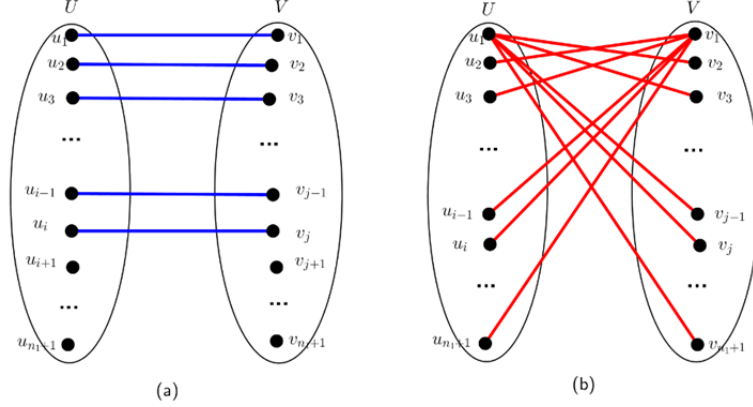 U V
u₁ v₁
u₂ v₂
u₃ v₃
... ...
uᵢ₋₁ vⱼ₋₁
uᵢ vⱼ
uᵢ₊₁ vⱼ₊₁
... ...
uₙ₁₊₁ vₙ₁₊₁
(a)
U V
u₁ v₁
u₂ v₂
u₃ v₃
... ...
uᵢ₋₁ vⱼ₋₁
uᵢ vⱼ
... ...
uₙ₁₊₁ vₙ₁₊₁
(b)